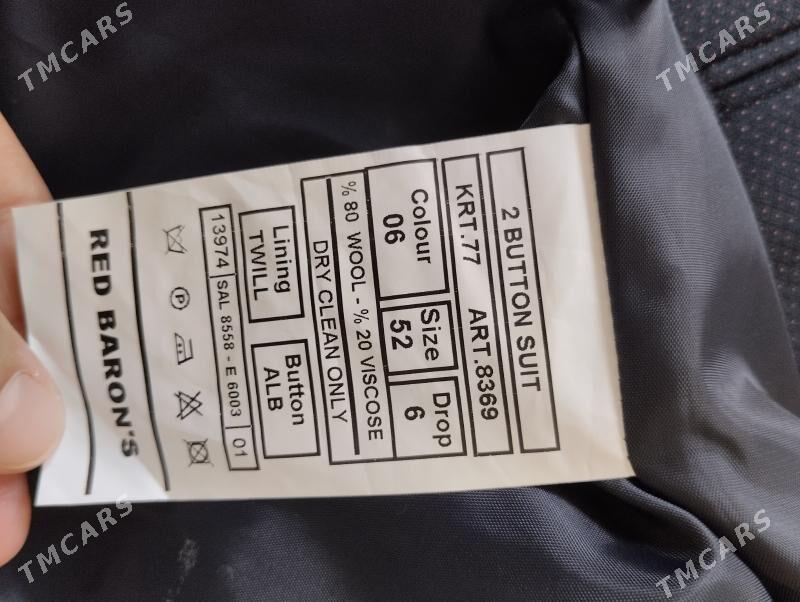 2 BUTTON SUIT
KRT.77 ART.8369
Colour Size Drop
06 52 6
% 80 WOOL - % 20 VISCOSE
DRY CLEAN ONLY
Lining Button
TWILL ALB
13974 SAL 8558 - E 6003 01
P
RED BARON'S
TMCARS
TMCARS
TMCARS
TMCARS